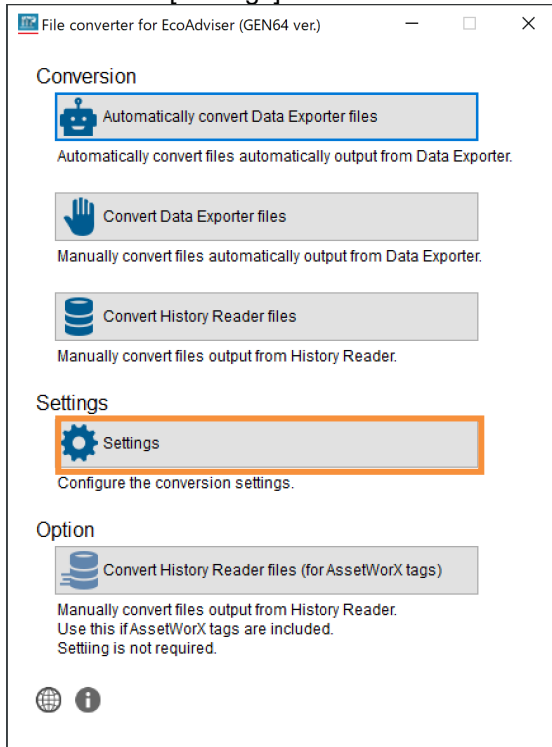 File converter for EcoAdviser (GEN64 ver.)
Conversion
Automatically convert Data Exporter files
Automatically convert files automatically output from Data Exporter.
Convert Data Exporter files
Manually convert files automatically output from Data Exporter.
Convert History Reader files
Manually convert files output from History Reader.
Settings
Settings
Configure the conversion settings.
Option
Convert History Reader files (for AssetWorX tags)
Manually convert files output from History Reader.
Use this if AssetWorX tags are included.
Settiing is not required.